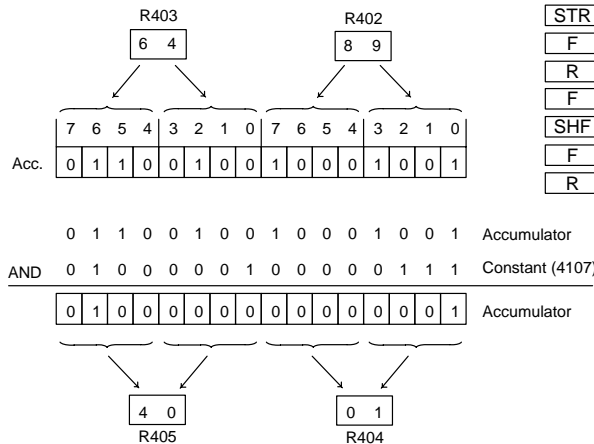 R403 R402
6 4 8 9
7 6 5 4 3 2 1 0 7 6 5 4 3 2 1 0
Acc. 0 1 1 0 0 1 0 0 1 0 0 0 1 0 0 1
0 1 1 0 0 1 0 0 1 0 0 0 1 0 0 1 Accumulator
AND 0 1 0 0 0 0 0 1 0 0 0 0 0 1 1 1 Constant (4107)
0 1 0 0 0 0 0 0 0 0 0 0 0 0 0 1 Accumulator
4 0 0 1
R405 R404
STR
F
R
F
SHF
F
R